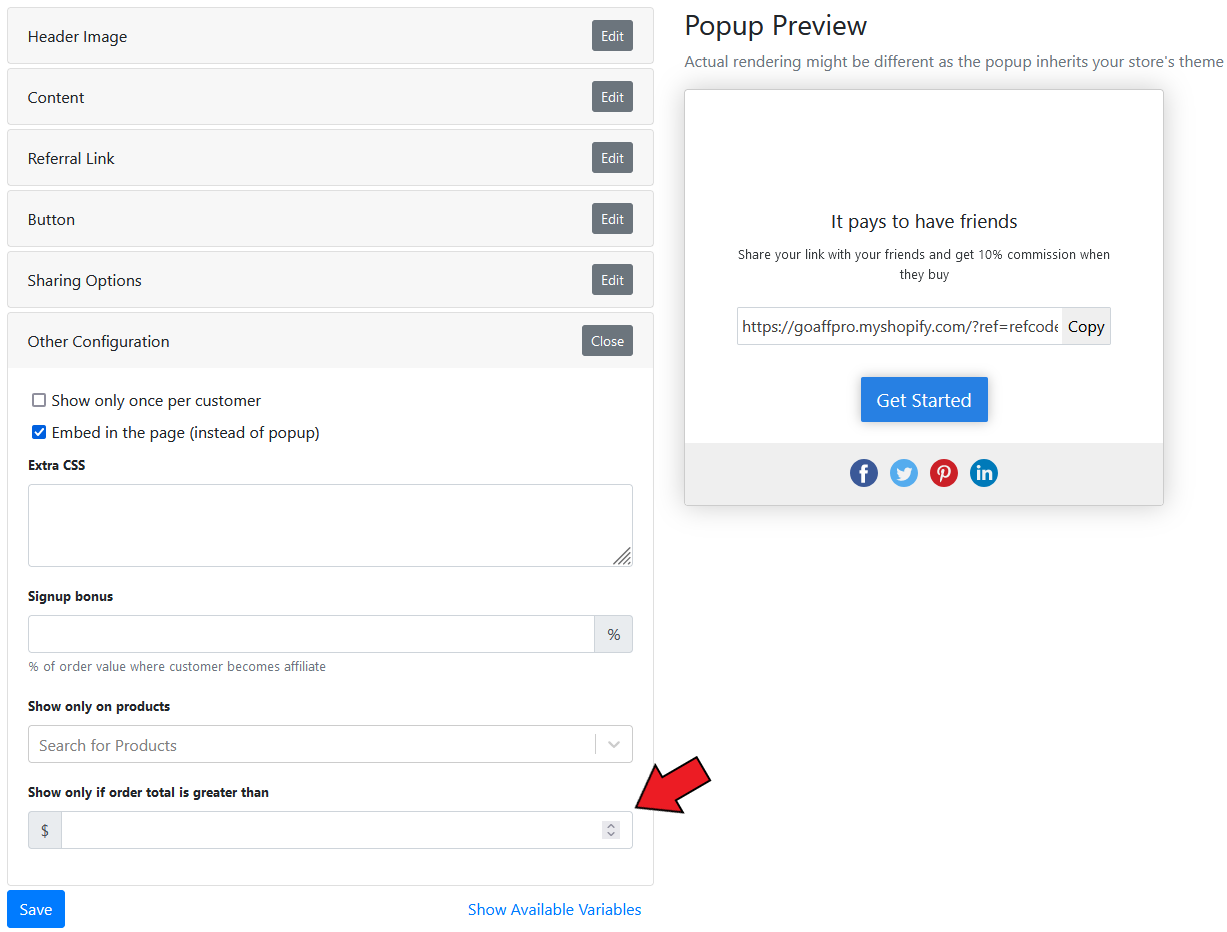 Header Image
Edit
Content
Edit
Referral Link
Edit
Button
Edit
Sharing Options
Edit
Other Configuration
Close
Show only once per customer
Embed in the page (instead of popup)
Extra CSS
Signup bonus
%
% of order value where customer becomes affiliate
Show only on products
Search for Products
Show only if order total is greater than
$
Save
Show Available Variables
Popup Preview
Actual rendering might be different as the popup inherits your store's theme
It pays to have friends
Share your link with your friends and get 10% commission when
they buy
https://goaffpro.myshopify.com/?ref=refcode
Copy
Get Started
f
in